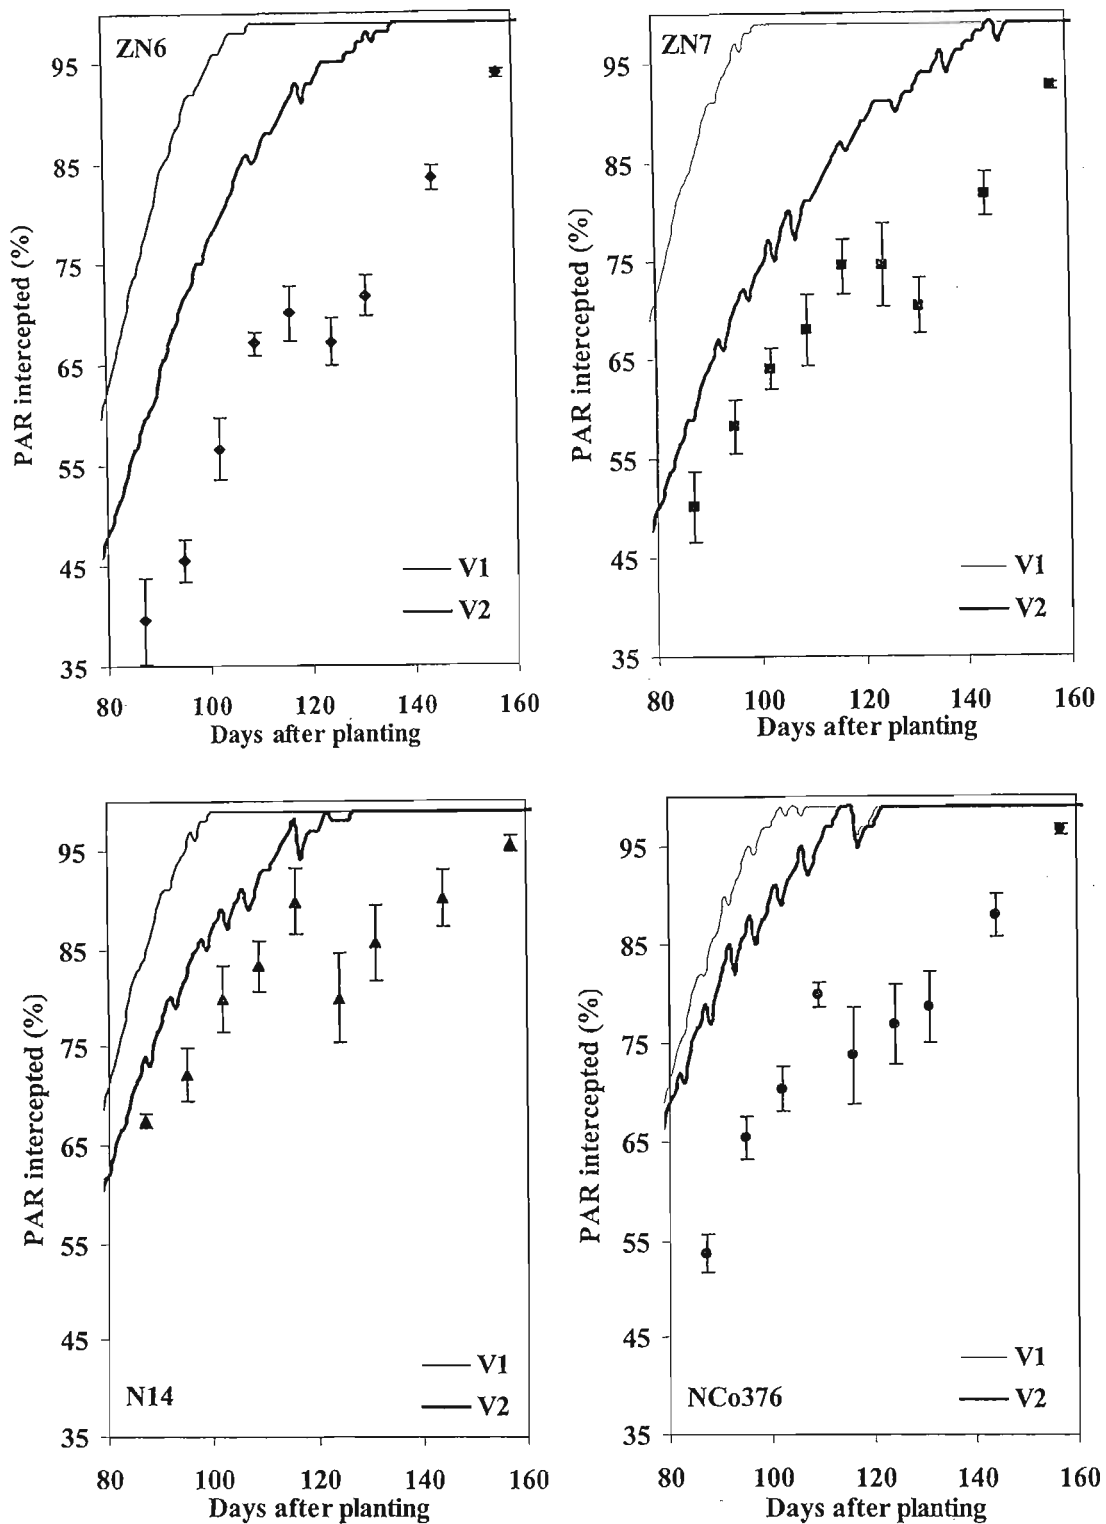 ZN6
95
85
75
65
55
45
35
PAR intercepted (%)
V1
V2
80 100 120 140 160
Days after planting
ZN7
95
85
75
65
55
45
35
PAR intercepted (%)
V1
V2
80 100 120 140 160
Days after planting
95
85
75
65
55
45
35
PAR intercepted (%)
V1
N14
V2
80 100 120 140 160
Days after planting
95
85
75
65
55
45
35
PAR intercepted (%)
V1
NCo376
V2
80 100 120 140 160
Days after planting